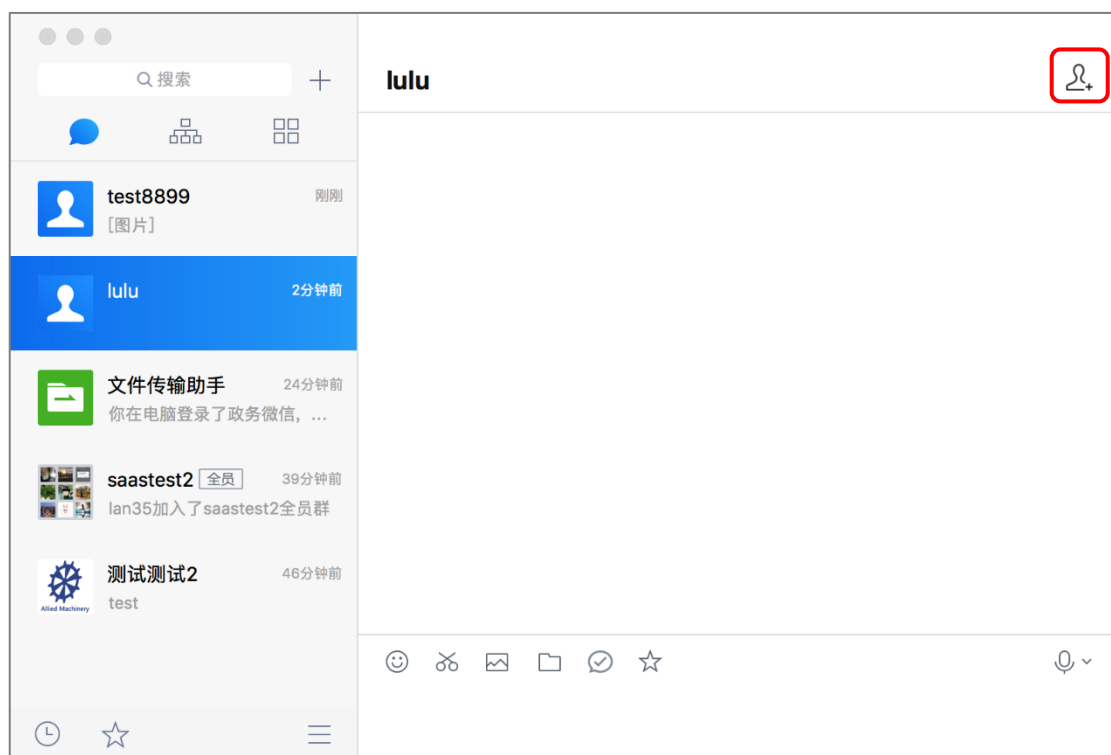 搜索
lulu
test8899
刚刚
[图片]
lulu
2分钟前
文件传输助手
24分钟前
你在电脑登录了政务微信，...
saastest2 全员
39分钟前
lan35加入了saastest2全员群
测试测试2
46分钟前
Allied Machinery
test